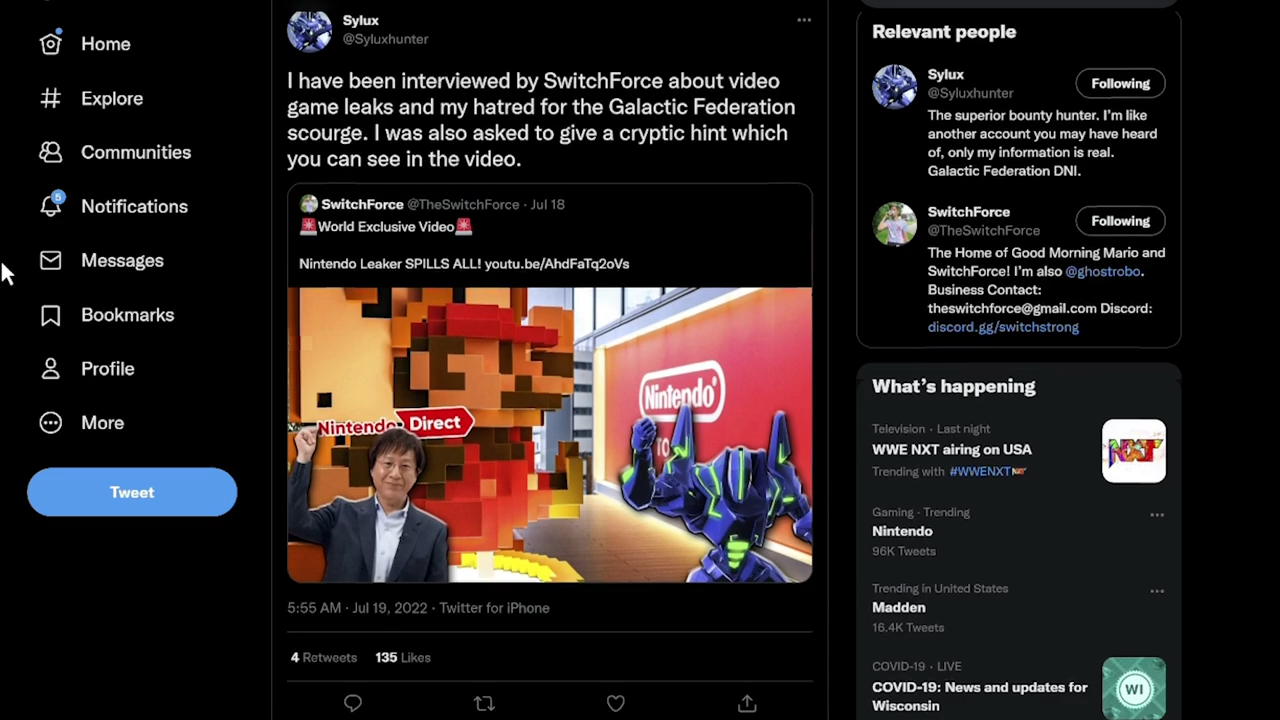 Home
Explore
Communities
5
Notifications
Messages
Bookmarks
Profile
More
Tweet
Sylux
@Syluxhunter
I have been interviewed by SwitchForce about video
game leaks and my hatred for the Galactic Federation
scourge. I was also asked to give a cryptic hint which
you can see in the video.
SwitchForce @TheSwitchForce · Jul 18
🚨World Exclusive Video🚨
Nintendo Leaker SPILLS ALL! youtu.be/AhdFaTq2oVs
Nintendo Direct
Nintendo
TO
5:55 AM · Jul 19, 2022 · Twitter for iPhone
4 Retweets 135 Likes
Relevant people
Sylux
@Syluxhunter
Following
The superior bounty hunter. I'm like
another account you may have heard
of, only my information is real.
Galactic Federation DNI.
SwitchForce
@TheSwitchForce
Following
The Home of Good Morning Mario and
SwitchForce! I'm also @ghostrobo.
Business Contact:
theswitchforce@gmail.com Discord:
discord.gg/switchstrong
What's happening
Television · Last night
WWE NXT airing on USA
Trending with #WWENXT
NXT
Gaming · Trending
Nintendo
96K Tweets
Trending in United States
Madden
16.4K Tweets
COVID-19 · LIVE
COVID-19: News and updates for
Wisconsin
WI